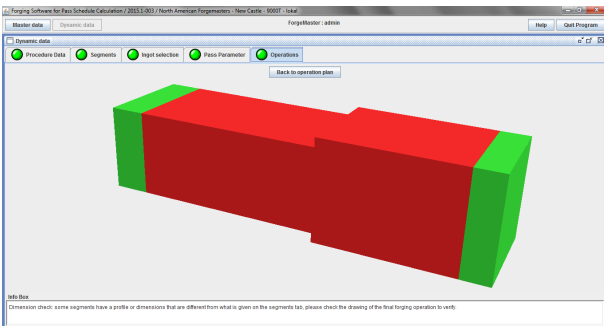 Forging Software for Pass Schedule Calculation / 2015.1-003 / North American Forgemasters - New Castle - 9000T - lokal
Master data Dynamic data ForgeMaster : admin Help Quit Program
Dynamic data
Procedure Data Segments Ingot selection Pass Parameter Operations
Back to operation plan
Info Box
Dimension check: some segments have a profile or dimensions that are different from what is given on the segments tab, please check the drawing of the final forging operation to verify